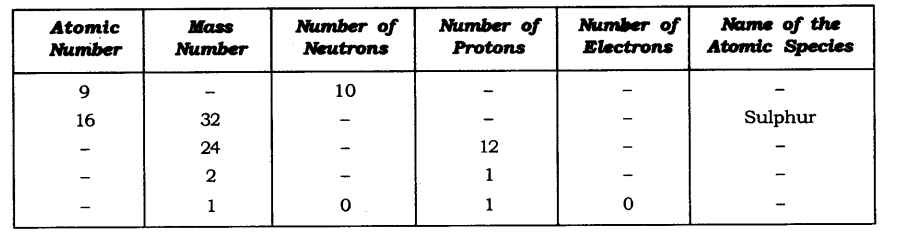 Atomic Number | Mass Number | Number of Neutrons | Number of Protons | Number of Electrons | Name of the Atomic Species
9 | – | 10 | – | – | –
16 | 32 | – | – | – | Sulphur
– | 24 | – | 12 | – | –
– | 2 | – | 1 | – | –
– | 1 | 0 | 1 | 0 | –